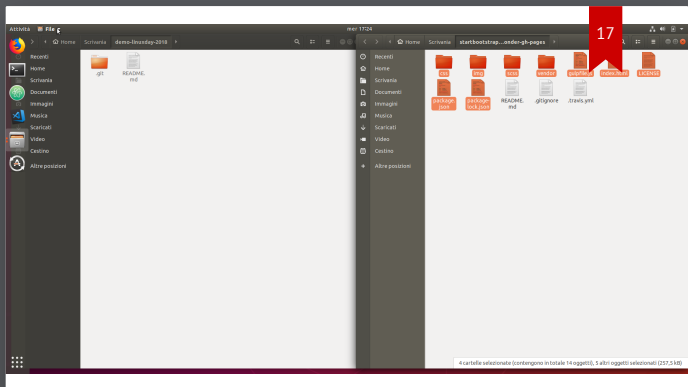 Attività File mer 17:24
17
Home Scrivania demo-linuxday-2018
Home Scrivania startbootstrap...onder-gh-pages
Recenti
Home
Scrivania
Documenti
Immagini
Musica
Scaricati
Video
Cestino
Altre posizioni
.git
README.
md
Recenti
Home
Scrivania
Documenti
Immagini
Musica
Scaricati
Video
Cestino
Altre posizioni
css img scss vendor gulpfile.js index.html LICENSE
package. package- README. .gitignore .travis.yml
json lock.json md
4 cartelle selezionate (contengono in totale 14 oggetti), 5 altri oggetti selezionati (257,5 kB)